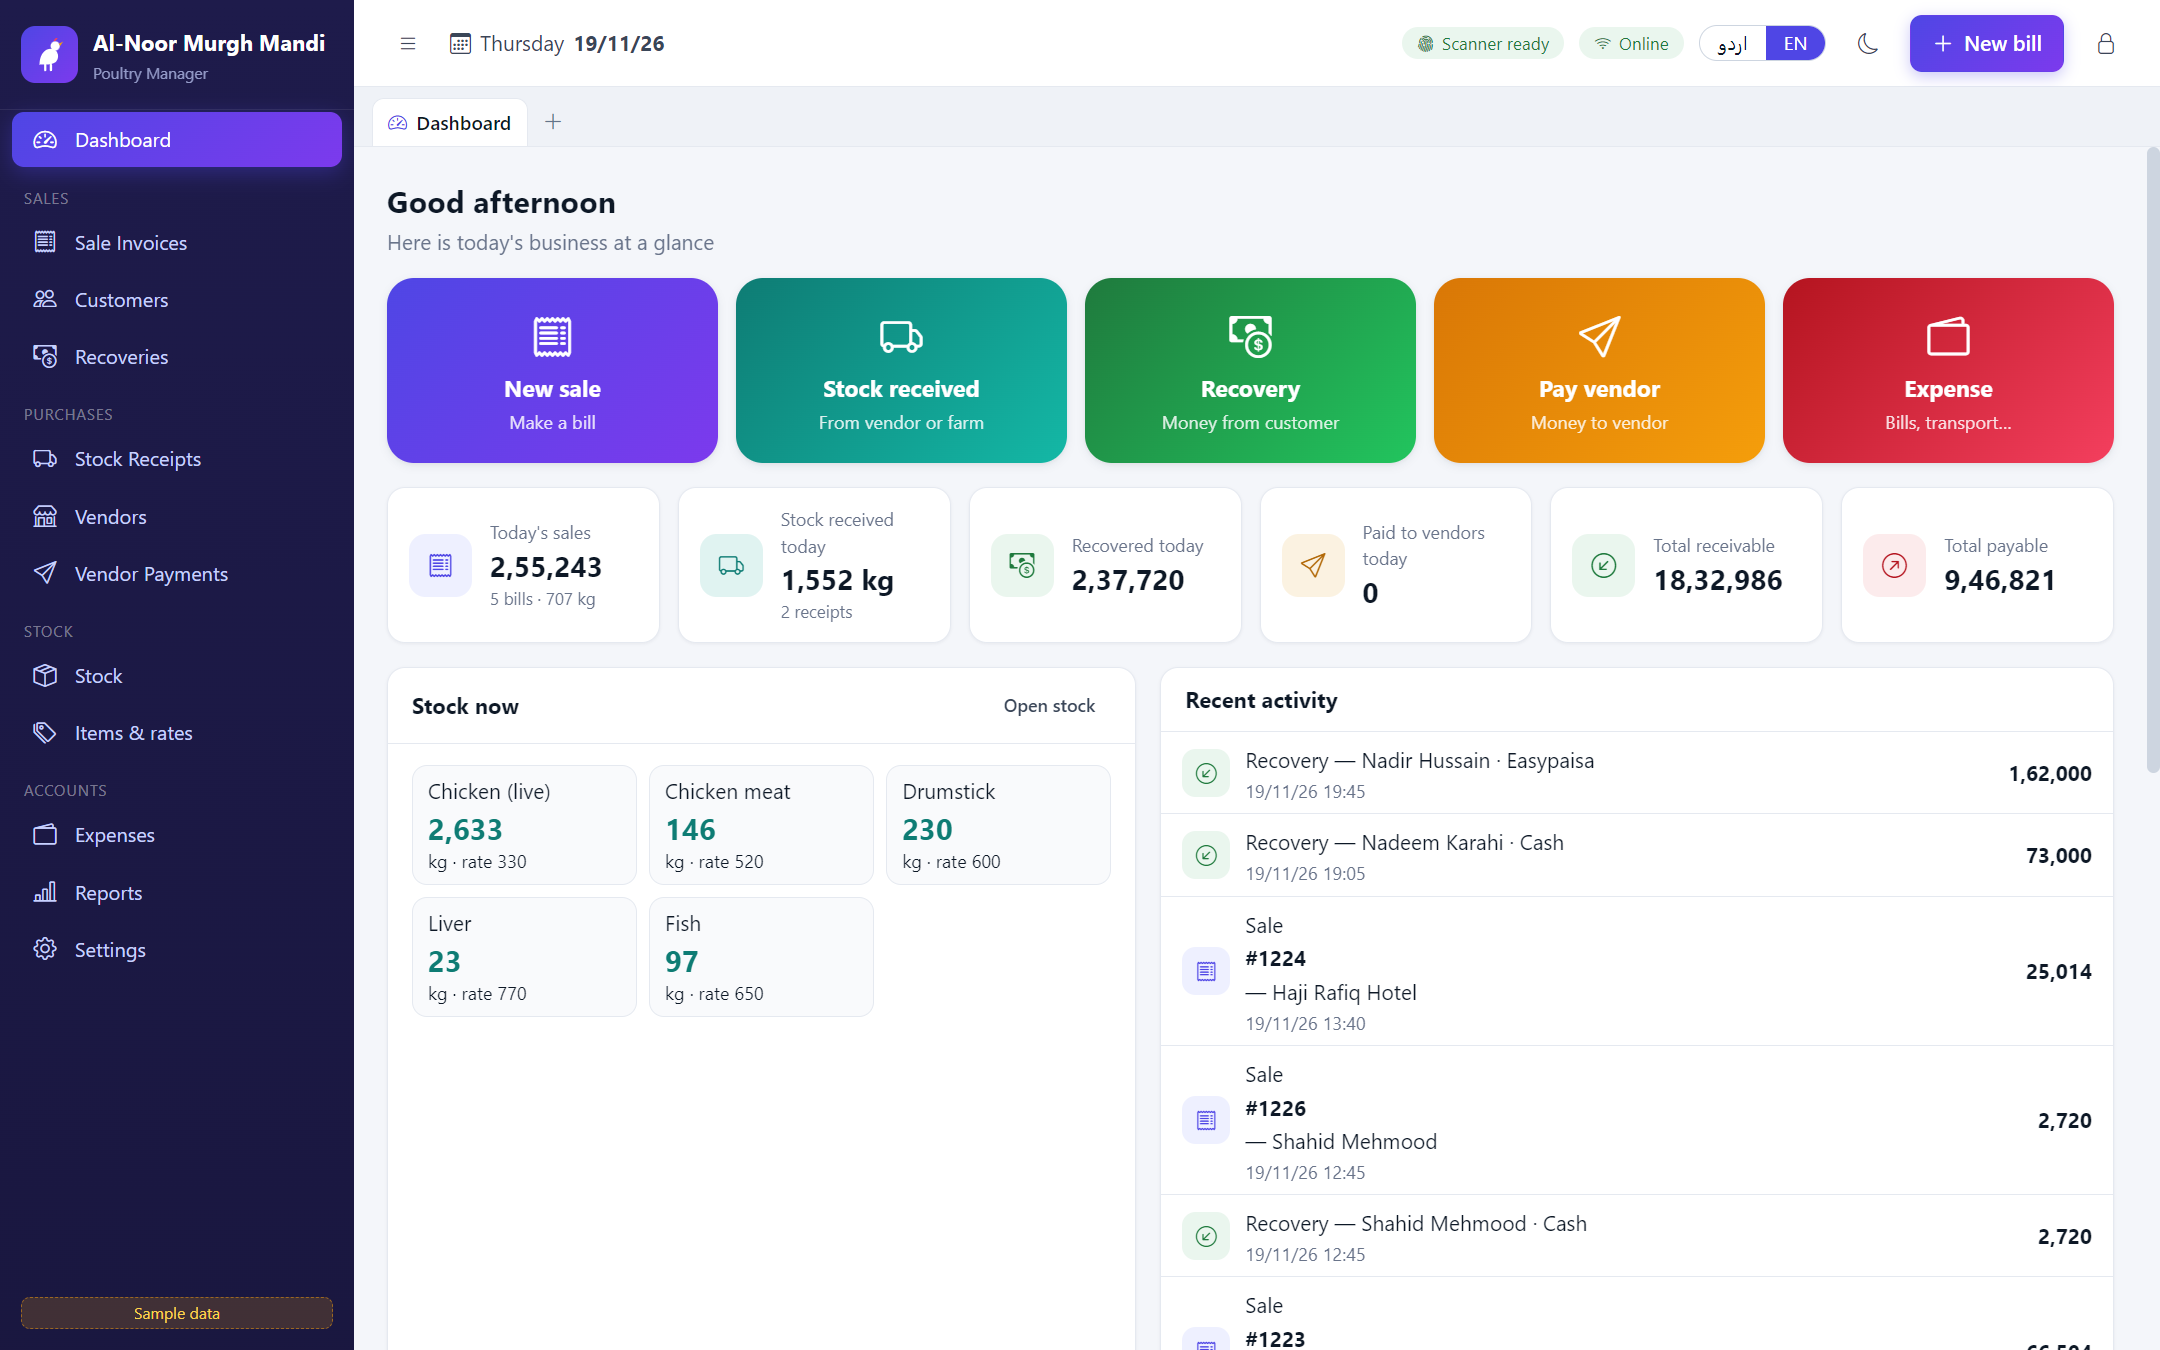 Al-Noor Murgh Mandi
Poultry Manager
Dashboard
SALES
Sale Invoices
Customers
Recoveries
PURCHASES
Stock Receipts
Vendors
Vendor Payments
STOCK
Stock
Items & rates
ACCOUNTS
Expenses
Reports
Settings
Sample data
Thursday 19/11/26
Scanner ready
Online
اردو
EN
+ New bill
Dashboard
Good afternoon
Here is today's business at a glance
New sale
Make a bill
Stock received
From vendor or farm
Recovery
Money from customer
Pay vendor
Money to vendor
Expense
Bills, transport...
Today's sales
2,55,243
5 bills · 707 kg
Stock received
today
1,552 kg
2 receipts
Recovered today
2,37,720
Paid to vendors
today
0
Total receivable
18,32,986
Total payable
9,46,821
Stock now
Open stock
Chicken (live)
2,633
kg · rate 330
Chicken meat
146
kg · rate 520
Drumstick
230
kg · rate 600
Liver
23
kg · rate 770
Fish
97
kg · rate 650
Recent activity
Recovery — Nadir Hussain · Easypaisa
19/11/26 19:45
1,62,000
Recovery — Nadeem Karahi · Cash
19/11/26 19:05
73,000
Sale
#1224
— Haji Rafiq Hotel
19/11/26 13:40
25,014
Sale
#1226
— Shahid Mehmood
19/11/26 12:45
2,720
Recovery — Shahid Mehmood · Cash
19/11/26 12:45
2,720
Sale
#1223